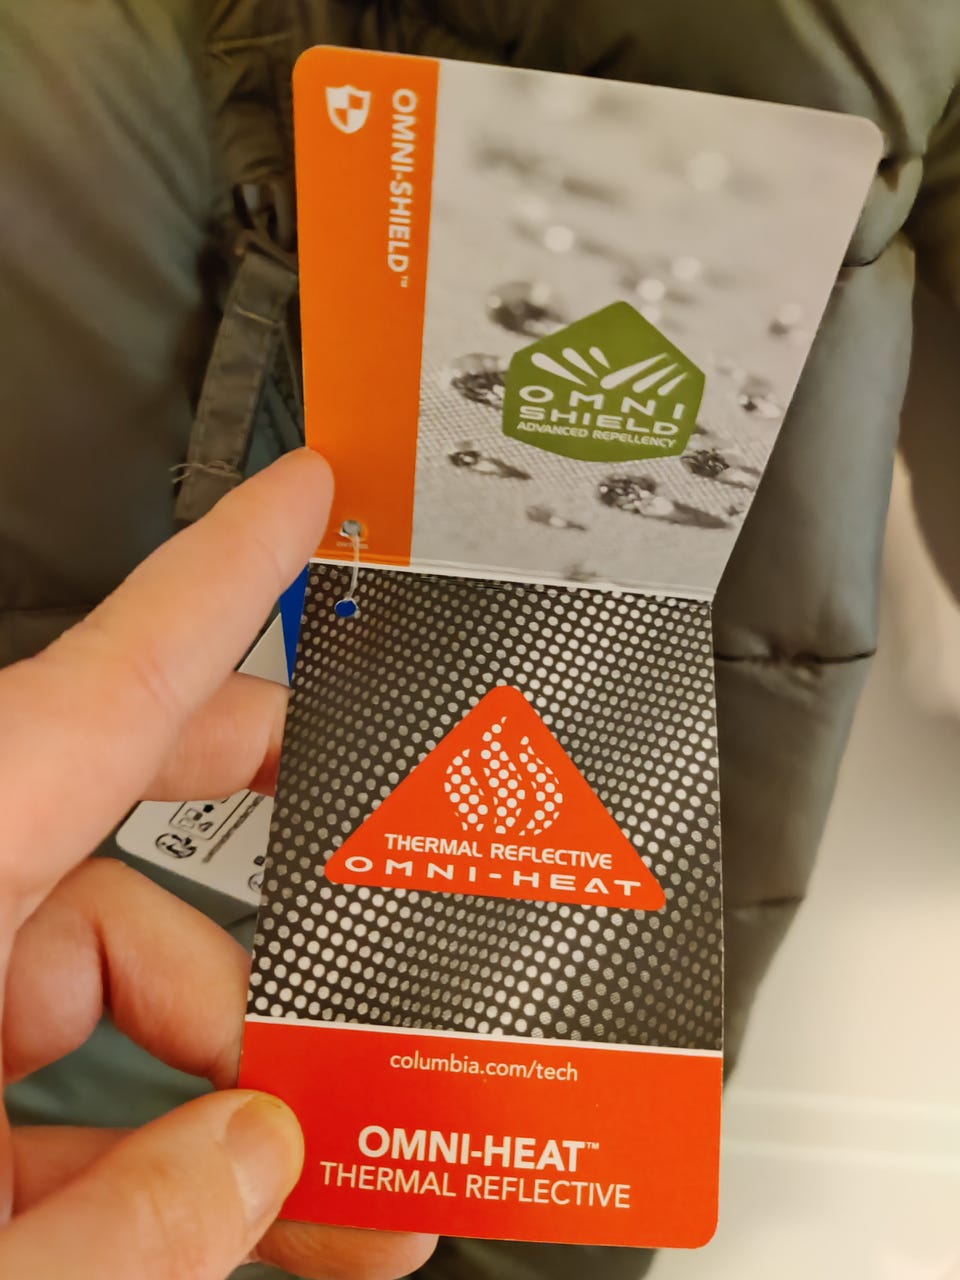 OMNI-SHIELD™
OMNI
SHIELD
ADVANCED REPELLENCY
THERMAL REFLECTIVE
OMNI-HEAT
columbia.com/tech
OMNI-HEAT™
THERMAL REFLECTIVE